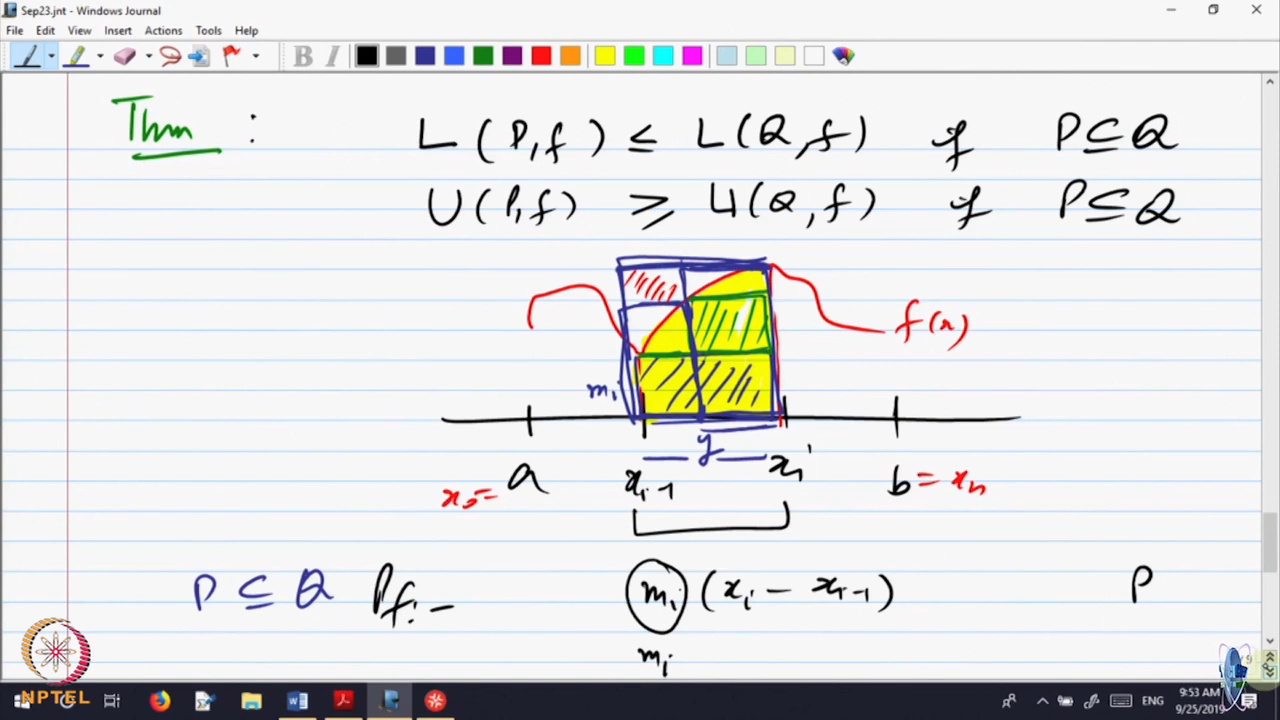 Sep23.jnt - Windows Journal
File Edit View Insert Actions Tools Help
B I
Thm : L(P,f) ≤ L(Q,f) if P⊆Q
U(P,f) ≥ U(Q,f) if P⊆Q
f(x)
mi
y
x₀= a xi-1 xi b = xn
P ⊆ Q Pf:- mi (xi - xi-1) P
mi
NPTEL
ENG
9:53 AM
9/25/2019